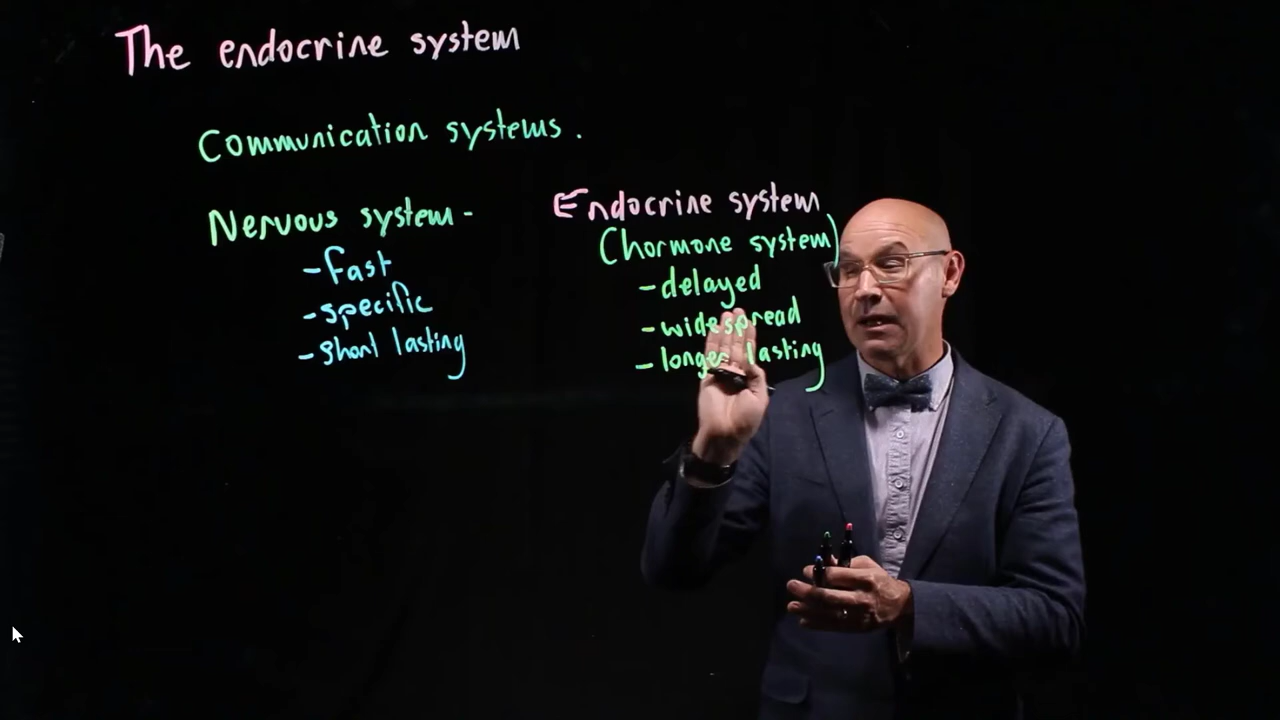 The endocrine system
Communication systems.
Nervous system -
- fast
- specific
- short lasting
Endocrine system
(hormone system)
- delayed
- widespread
- longer lasting